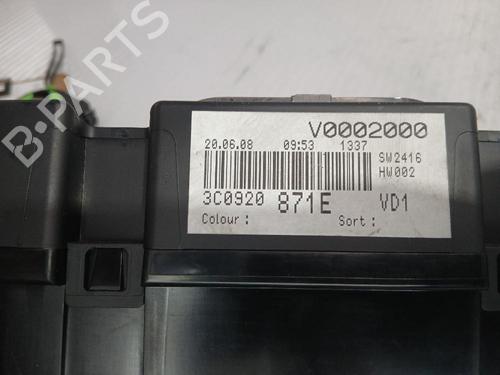 V0002000
20.06.08 09:53 1337
SW2416
HW002
3C0920 871E VD1
Colour : Sort :
B-PARTS